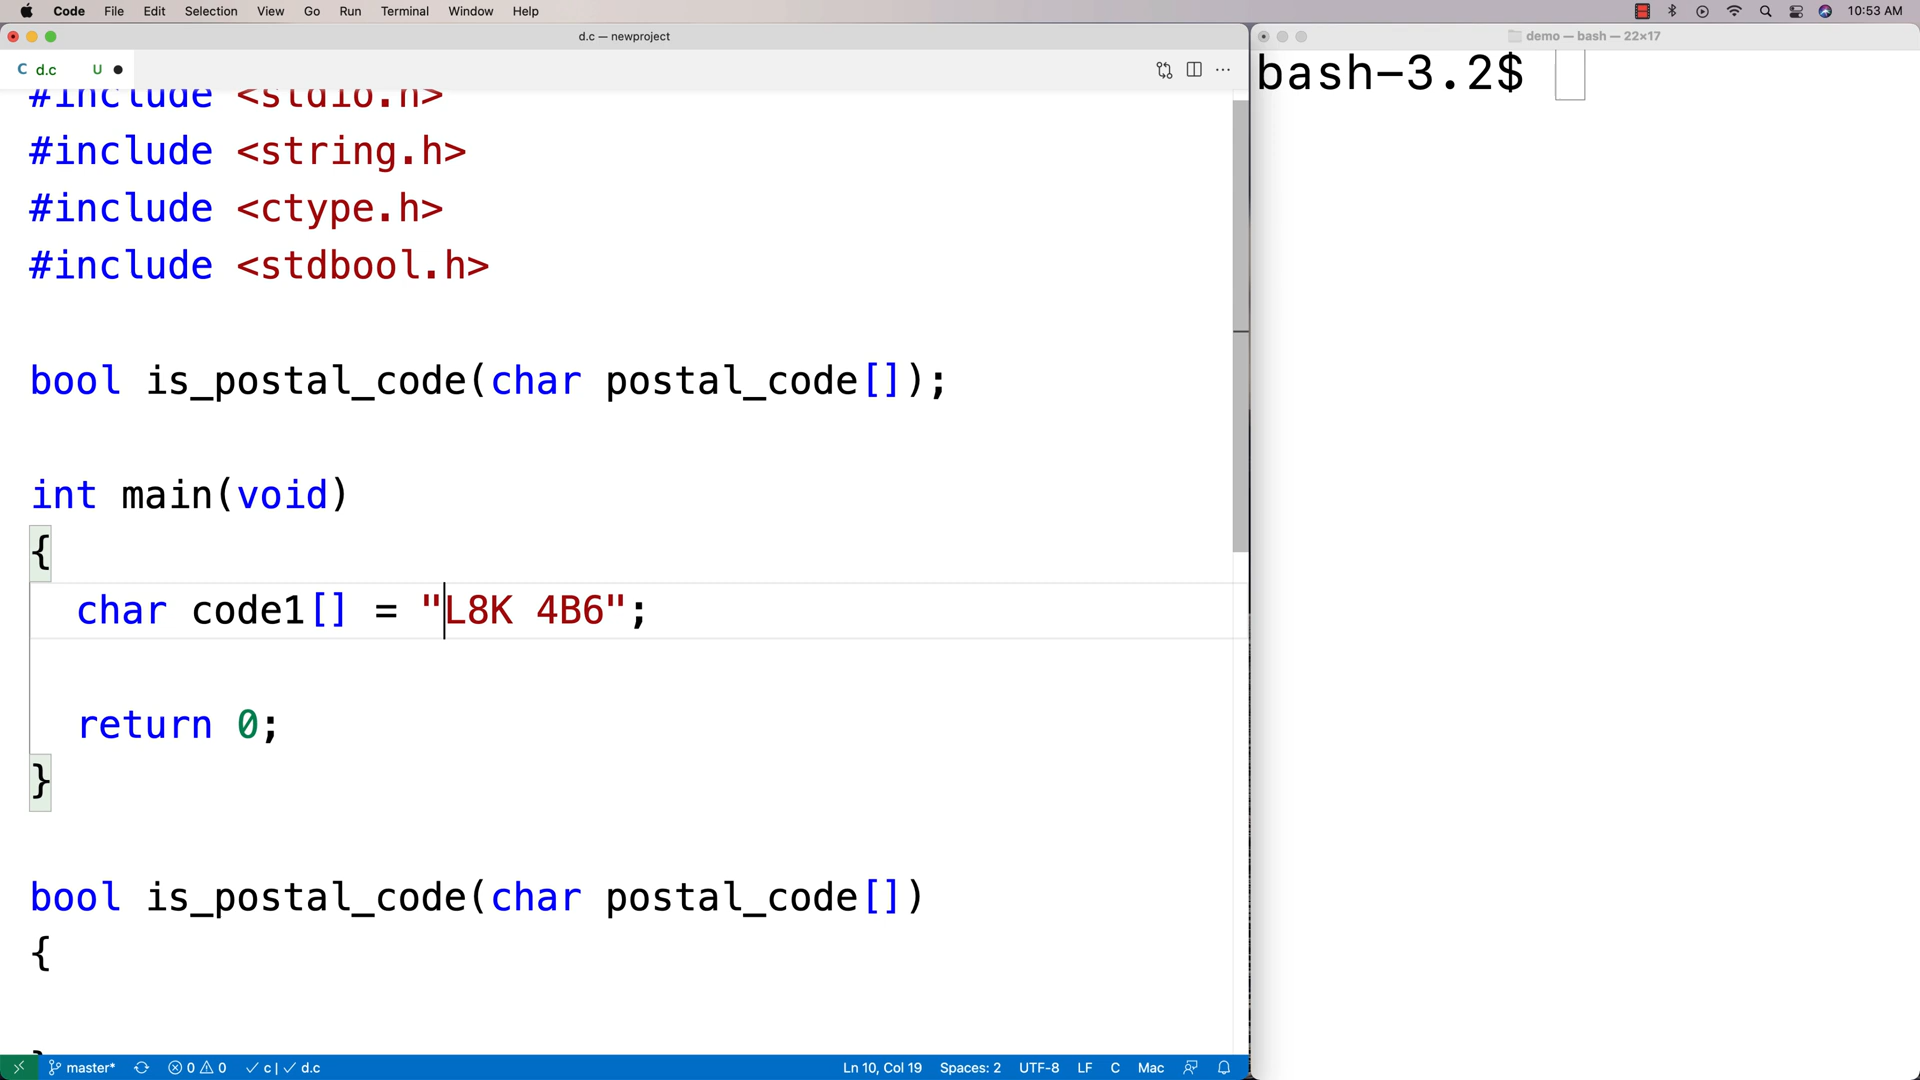 Code File Edit Selection View Go Run Terminal Window Help 10:53 AM
d.c — newproject
demo — bash — 22×17
C d.c U
#include <stdio.h>
#include <string.h>
#include <ctype.h>
#include <stdbool.h>
bool is_postal_code(char postal_code[]);
int main(void)
{
char code1[] = "L8K 4B6";
return 0;
}
bool is_postal_code(char postal_code[])
{
master* 0 0 c | d.c Ln 10, Col 19 Spaces: 2 UTF-8 LF C Mac
bash-3.2$